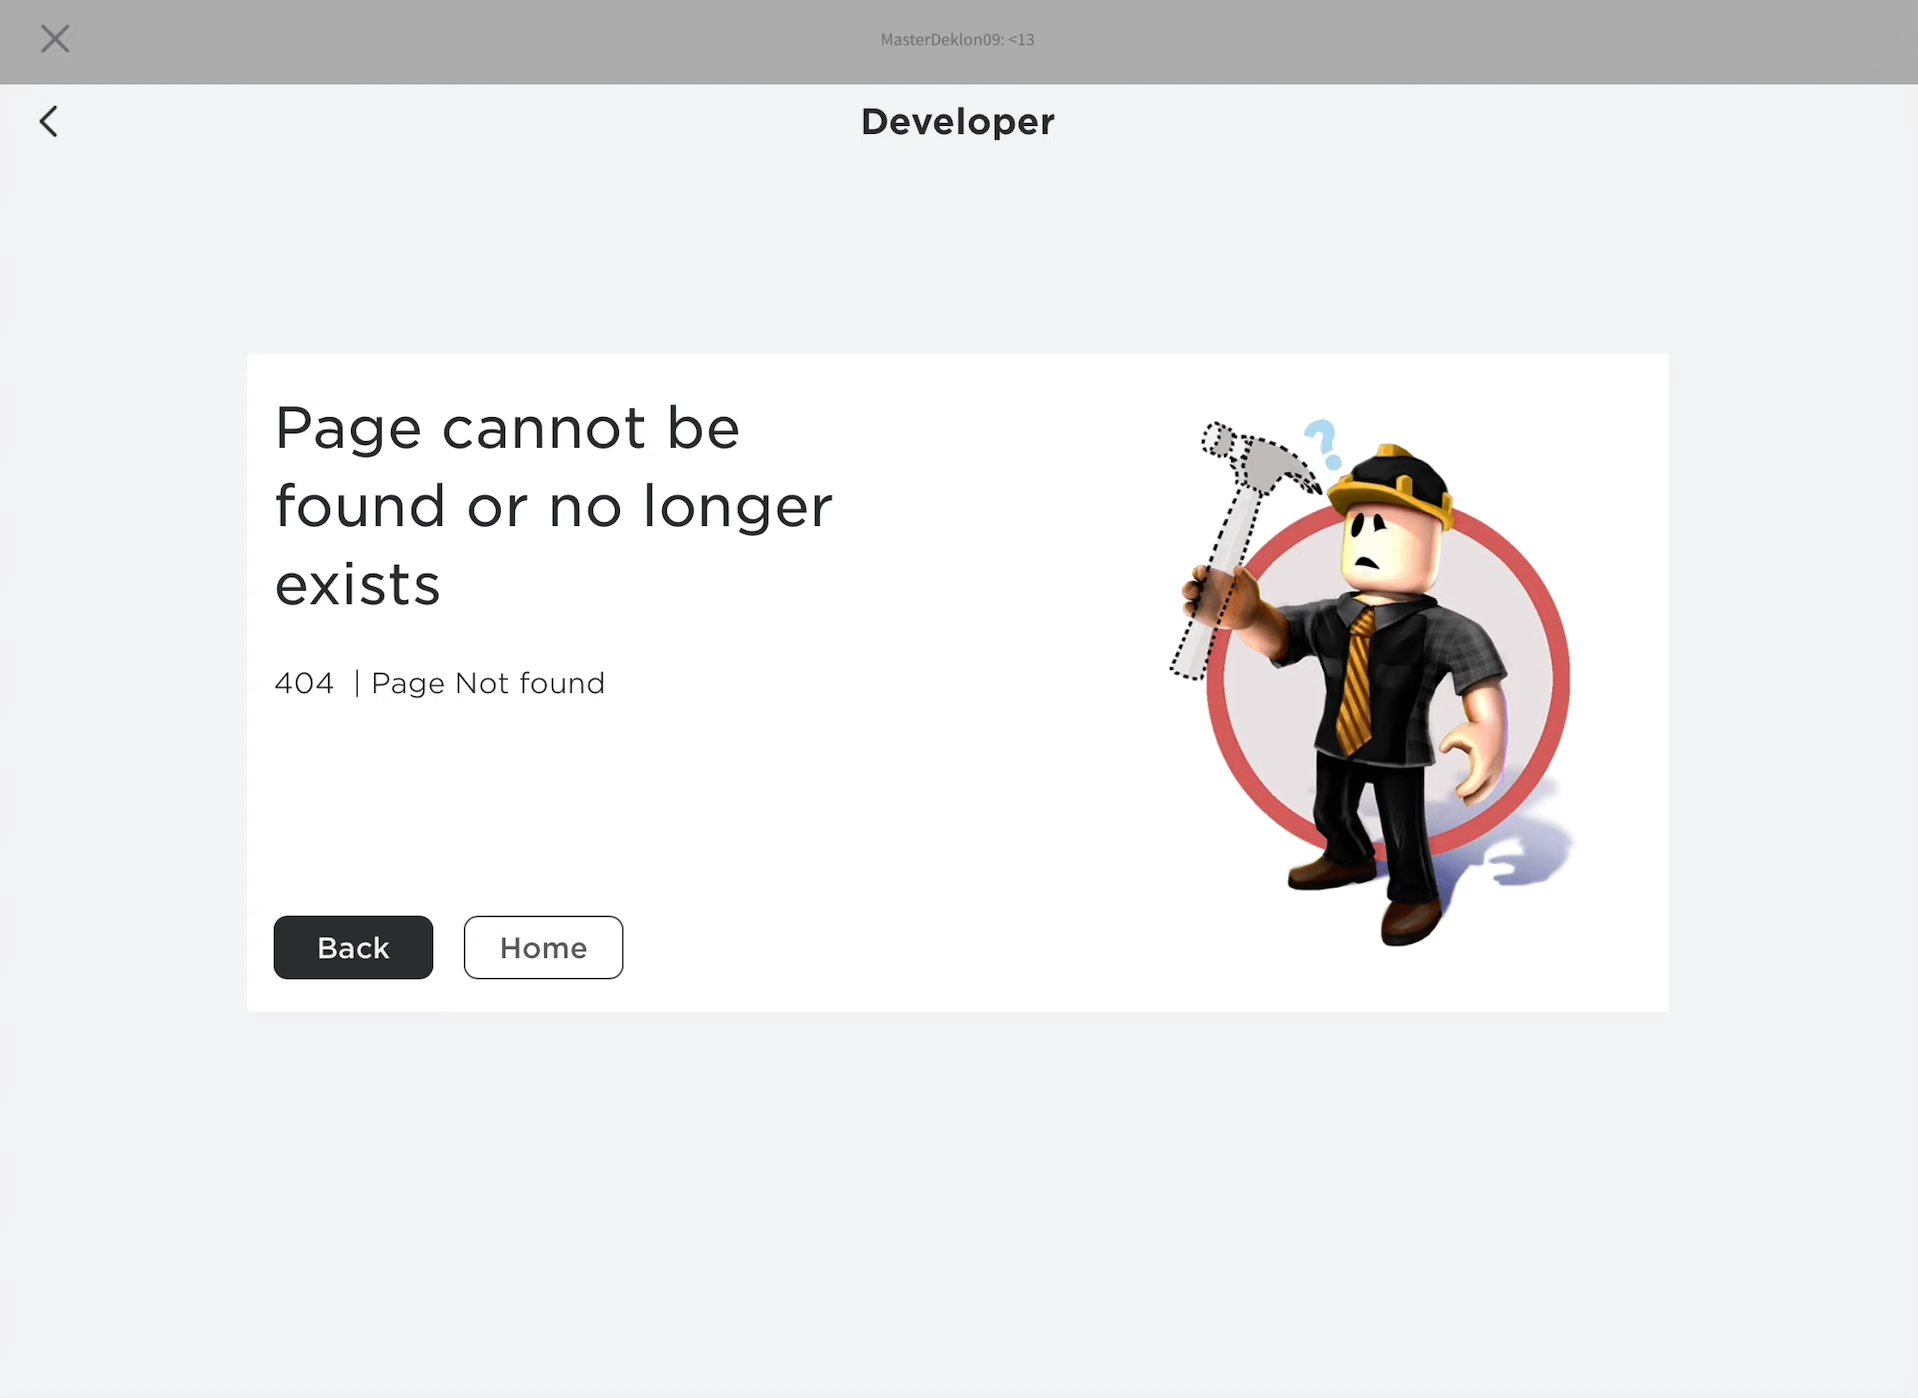 MasterDeklon09: <13
Developer
Page cannot be
found or no longer
exists
404 | Page Not found
?
Back
Home